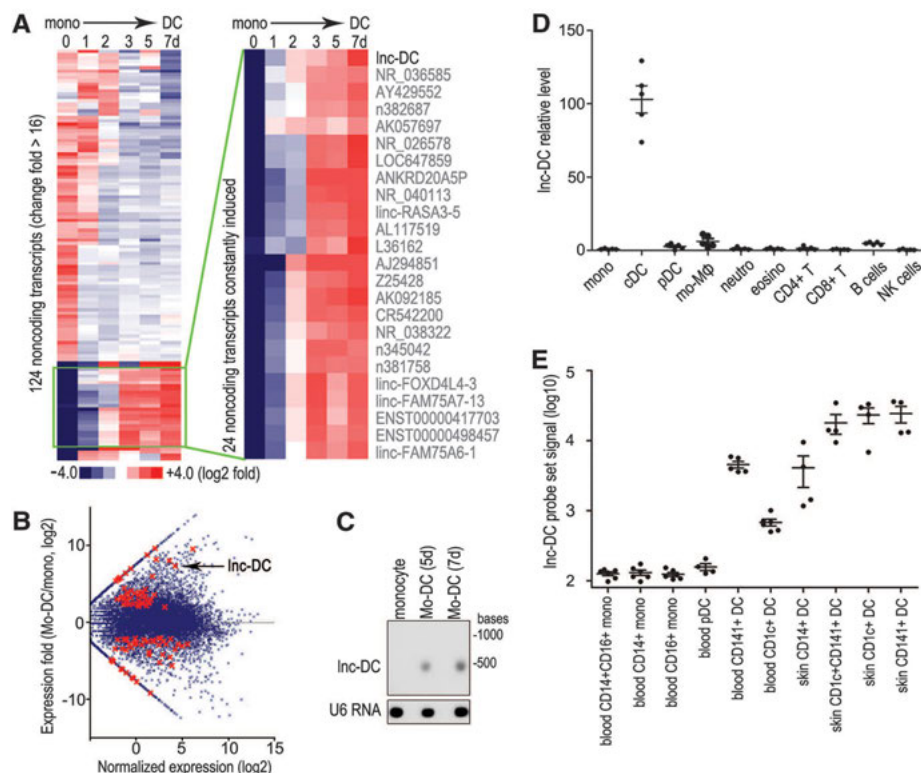 A
mono DC
0 1 2 3 5 7d
124 noncoding transcripts (change fold > 16)
-4.0 +4.0 (log2 fold)
mono DC
0 1 2 3 5 7d
24 noncoding transcripts constantly induced
lnc-DC
NR_036585
AY429552
n382687
AK057697
NR_026578
LOC647859
ANKRD20A5P
NR_040113
linc-RASA3-5
AL117519
L36162
AJ294851
Z25428
AK092185
CR542200
NR_038322
n345042
n381758
linc-FOXD4L4-3
linc-FAM75A7-13
ENST00000417703
ENST00000498457
linc-FAM75A6-1
B
Expression fold (Mo-DC/mono, log2)
10
0
-10
lnc-DC
0 5 10 15
Normalized expression (log2)
C
monocyte
Mo-DC (5d)
Mo-DC (7d)
bases
-1000
-500
lnc-DC
U6 RNA
D
lnc-DC relative level
150
100
50
0
mono
cDC
pDC
mo-MΦ
neutro
eosino
CD4+ T
CD8+ T
B cells
NK cells
E
lnc-DC probe set signal (log10)
5
4
3
2
blood CD14+CD16+ mono
blood CD14+ mono
blood CD16+ mono
blood pDC
blood CD141+ DC
blood CD1c+ DC
skin CD14+ DC
skin CD1c+CD141+ DC
skin CD1c+ DC
skin CD141+ DC